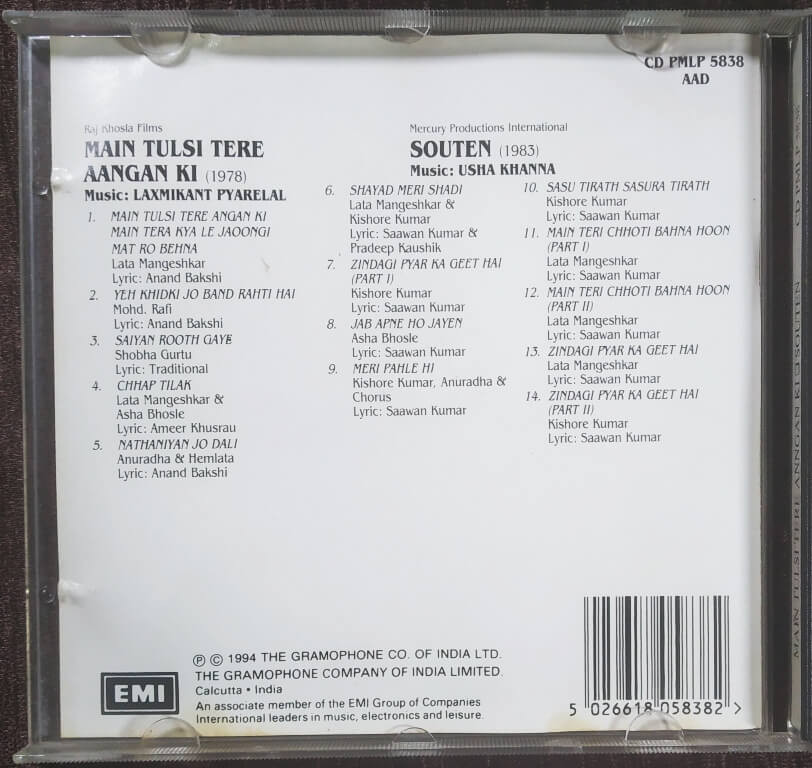 CD PMLP 5838
AAD
Raj Khosla Films
MAIN TULSI TERE
AANGAN KI (1978)
Music: LAXMIKANT PYARELAL
1. MAIN TULSI TERE ANGAN KI
MAIN TERA KYA LE JAOONGI
MAT RO BEHNA
Lata Mangeshkar
Lyric: Anand Bakshi
2. YEH KHIDKI JO BAND RAHTI HAI
Mohd. Rafi
Lyric: Anand Bakshi
3. SAIYAN ROOTH GAYE
Shobha Gurtu
Lyric: Traditional
4. CHHAP TILAK
Lata Mangeshkar &
Asha Bhosle
Lyric: Ameer Khusrau
5. NATHANIYAN JO DALI
Anuradha & Hemlata
Lyric: Anand Bakshi
Mercury Productions International
SOUTEN (1983)
Music: USHA KHANNA
6. SHAYAD MERI SHADI
Lata Mangeshkar &
Kishore Kumar
Lyric: Saawan Kumar &
Pradeep Kaushik
7. ZINDAGI PYAR KA GEET HAI
(PART I)
Kishore Kumar
Lyric: Saawan Kumar
8. JAB APNE HO JAYEN
Asha Bhosle
Lyric: Saawan Kumar
9. MERI PAHLE HI
Kishore Kumar, Anuradha &
Chorus
Lyric: Saawan Kumar
10. SASU TIRATH SASURA TIRATH
Kishore Kumar
Lyric: Saawan Kumar
11. MAIN TERI CHHOTI BAHNA HOON
(PART I)
Lata Mangeshkar
Lyric: Saawan Kumar
12. MAIN TERI CHHOTI BAHNA HOON
(PART II)
Lata Mangeshkar
Lyric: Saawan Kumar
13. ZINDAGI PYAR KA GEET HAI
Lata Mangeshkar
Lyric: Saawan Kumar
14. ZINDAGI PYAR KA GEET HAI
(PART II)
Kishore Kumar
Lyric: Saawan Kumar
EMI
Ⓟ © 1994 THE GRAMOPHONE CO. OF INDIA LTD.
THE GRAMOPHONE COMPANY OF INDIA LIMITED.
Calcutta • India
An associate member of the EMI Group of Companies
International leaders in music, electronics and leisure.
5 026618 058382 >
MAIN TULSI TERE AANGAN KI